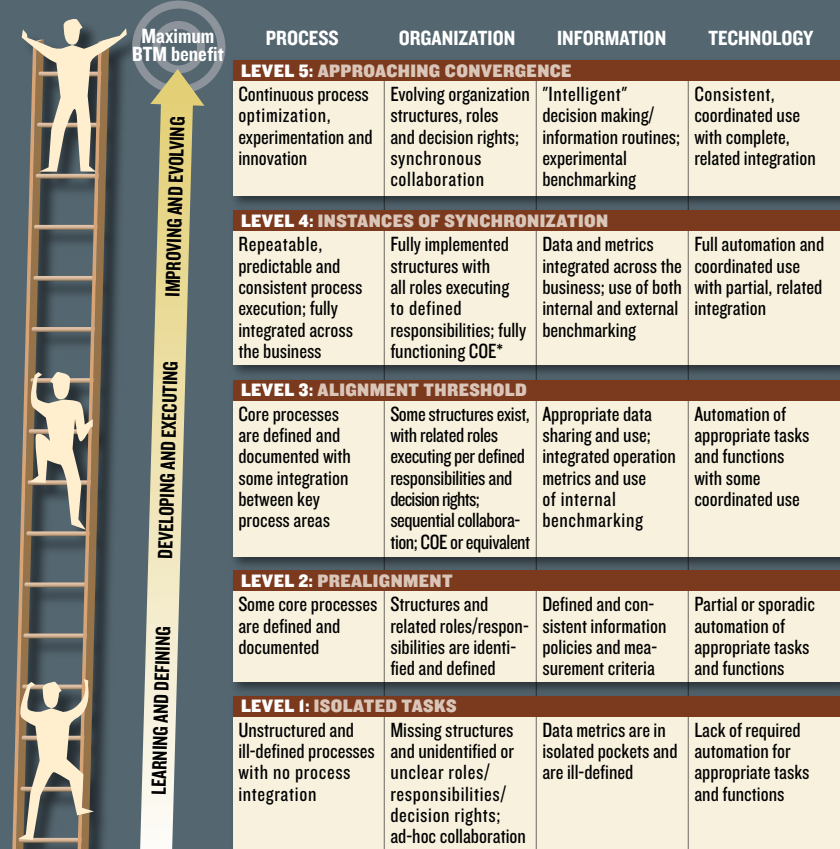 Maximum
BTM benefit
PROCESS
ORGANIZATION
INFORMATION
TECHNOLOGY
LEVEL 5: APPROACHING CONVERGENCE
Continuous process
optimization,
experimentation and
innovation
Evolving organization
structures, roles
and decision rights;
synchronous
collaboration
"Intelligent"
decision making/
information routines;
experimental
benchmarking
Consistent,
coordinated use
with complete,
related integration
LEVEL 4: INSTANCES OF SYNCHRONIZATION
Repeatable,
predictable and
consistent process
execution; fully
integrated across
the business
Fully implemented
structures with
all roles executing
to defined
responsibilities; fully
functioning COE*
Data and metrics
integrated across the
business; use of both
internal and external
benchmarking
Full automation and
coordinated use
with partial, related
integration
LEVEL 3: ALIGNMENT THRESHOLD
Core processes
are defined and
documented with
some integration
between key
process areas
Some structures exist,
with related roles
executing per defined
responsibilities and
decision rights;
sequential collabora-
tion; COE or equivalent
Appropriate data
sharing and use;
integrated operation
metrics and use
of internal
benchmarking
Automation of
appropriate tasks
and functions
with some
coordinated use
LEVEL 2: PREALIGNMENT
Some core processes
are defined and
documented
Structures and
related roles/respon-
sibilities are identi-
fied and defined
Defined and con-
sistent information
policies and mea-
surement criteria
Partial or sporadic
automation of
appropriate tasks
and functions
LEVEL 1: ISOLATED TASKS
Unstructured and
ill-defined processes
with no process
integration
Missing structures
and unidentified or
unclear roles/
responsibilities/
decision rights;
ad-hoc collaboration
Data metrics are in
isolated pockets and
are ill-defined
Lack of required
automation for
appropriate tasks
and functions
IMPROVING AND EVOLVING
DEVELOPING AND EXECUTING
LEARNING AND DEFINING